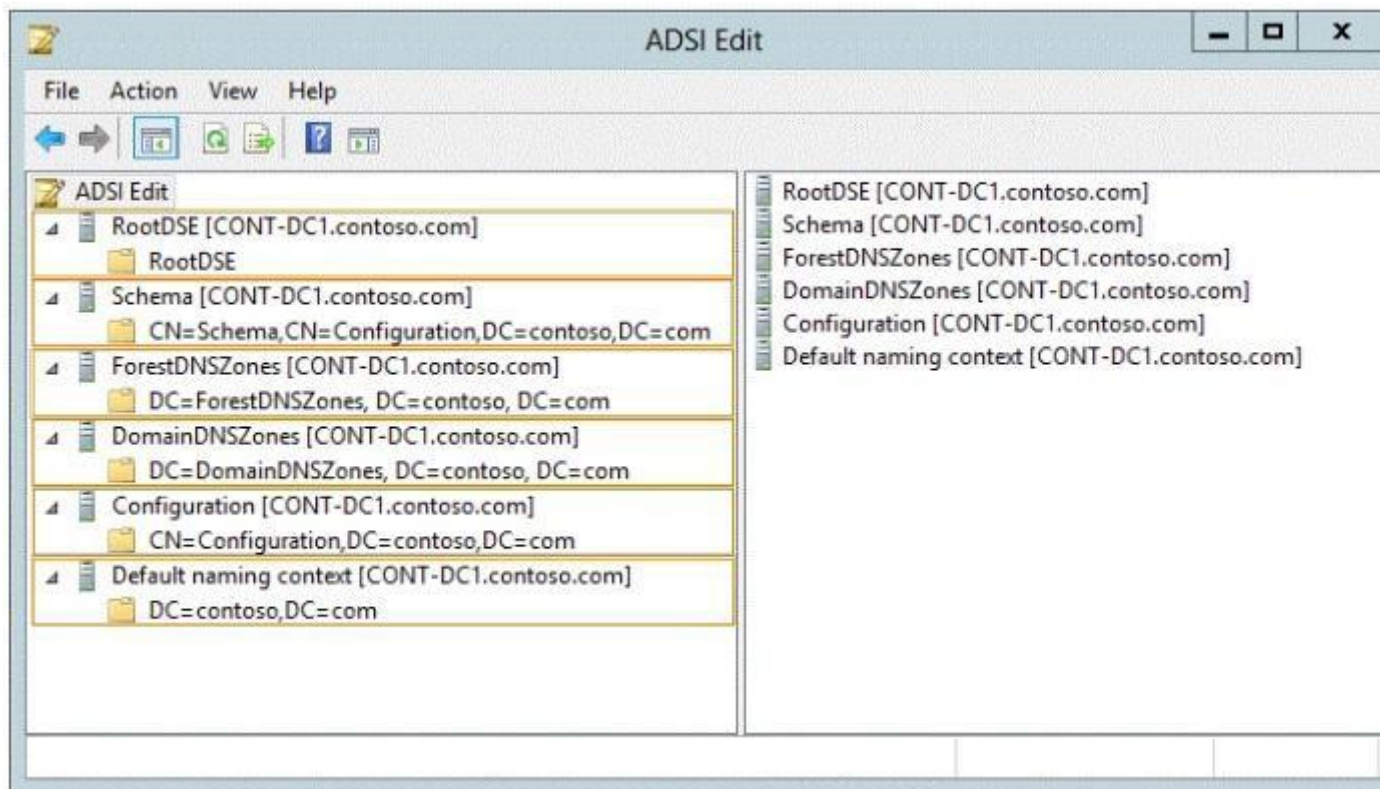 ADSI Edit
File Action View Help
ADSI Edit
RootDSE [CONT-DC1.contoso.com]
RootDSE
Schema [CONT-DC1.contoso.com]
CN=Schema,CN=Configuration,DC=contoso,DC=com
ForestDNSZones [CONT-DC1.contoso.com]
DC=ForestDNSZones, DC=contoso, DC=com
DomainDNSZones [CONT-DC1.contoso.com]
DC=DomainDNSZones, DC=contoso, DC=com
Configuration [CONT-DC1.contoso.com]
CN=Configuration,DC=contoso,DC=com
Default naming context [CONT-DC1.contoso.com]
DC=contoso,DC=com
RootDSE [CONT-DC1.contoso.com]
Schema [CONT-DC1.contoso.com]
ForestDNSZones [CONT-DC1.contoso.com]
DomainDNSZones [CONT-DC1.contoso.com]
Configuration [CONT-DC1.contoso.com]
Default naming context [CONT-DC1.contoso.com]